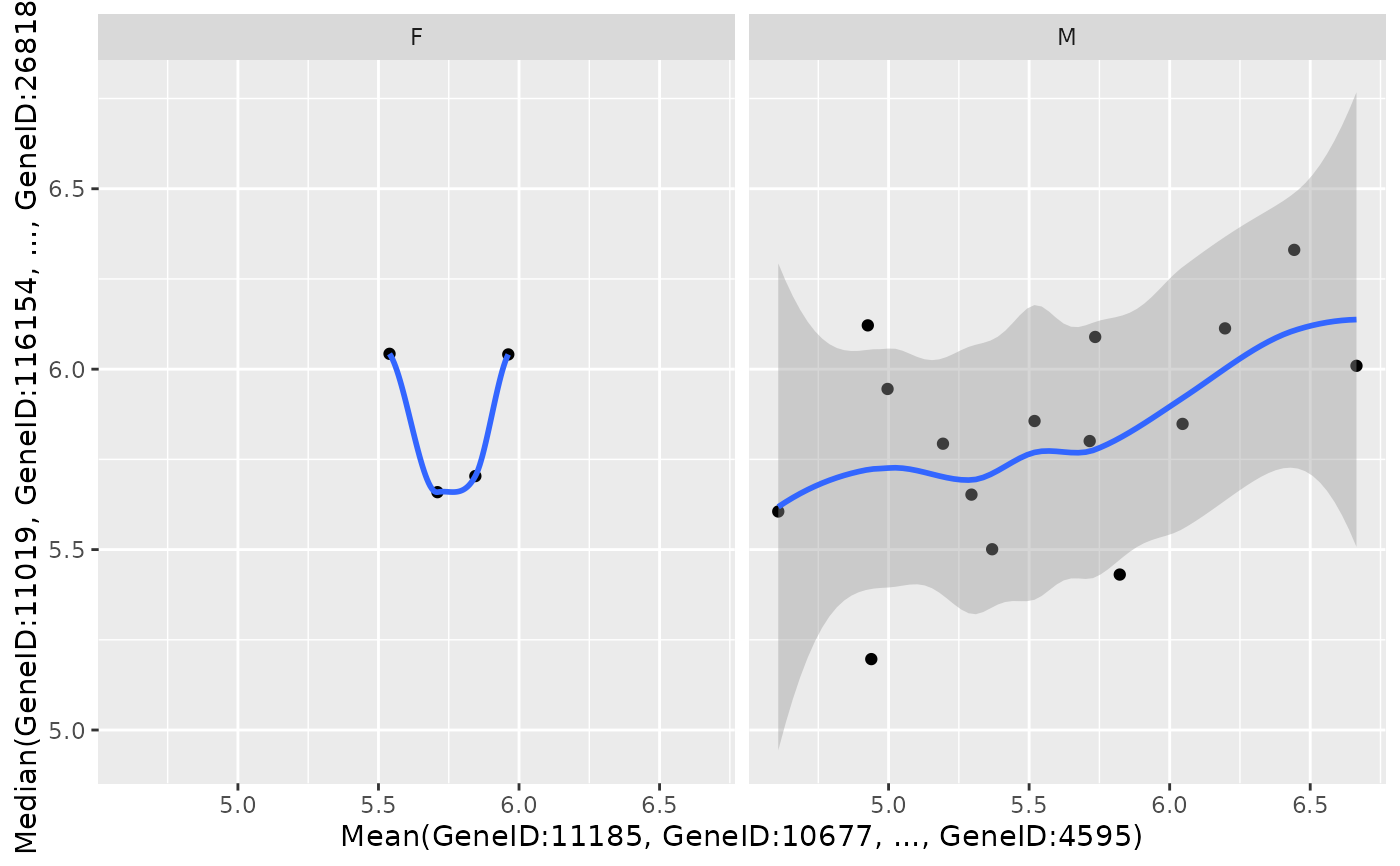 F
M
Median(GeneID:11019, GeneID:116154, ..., GeneID:26818
6.5
6.0
5.5
5.0
5.0 5.5 6.0 6.5
5.0 5.5 6.0 6.5
Mean(GeneID:11185, GeneID:10677, ..., GeneID:4595)